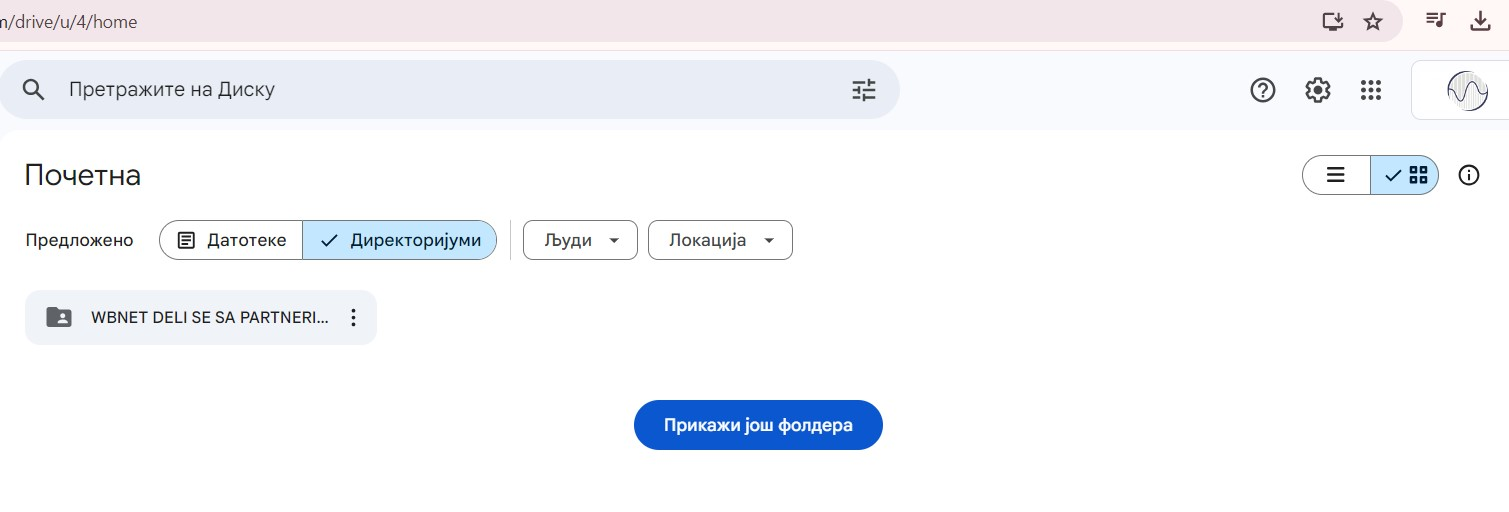 m/drive/u/4/home
Претражите на Диску
Почетна
Предложено Датотеке Директоријуми Људи Локација
WBNET DELI SE SA PARTNERI...
Прикажи још фолдера